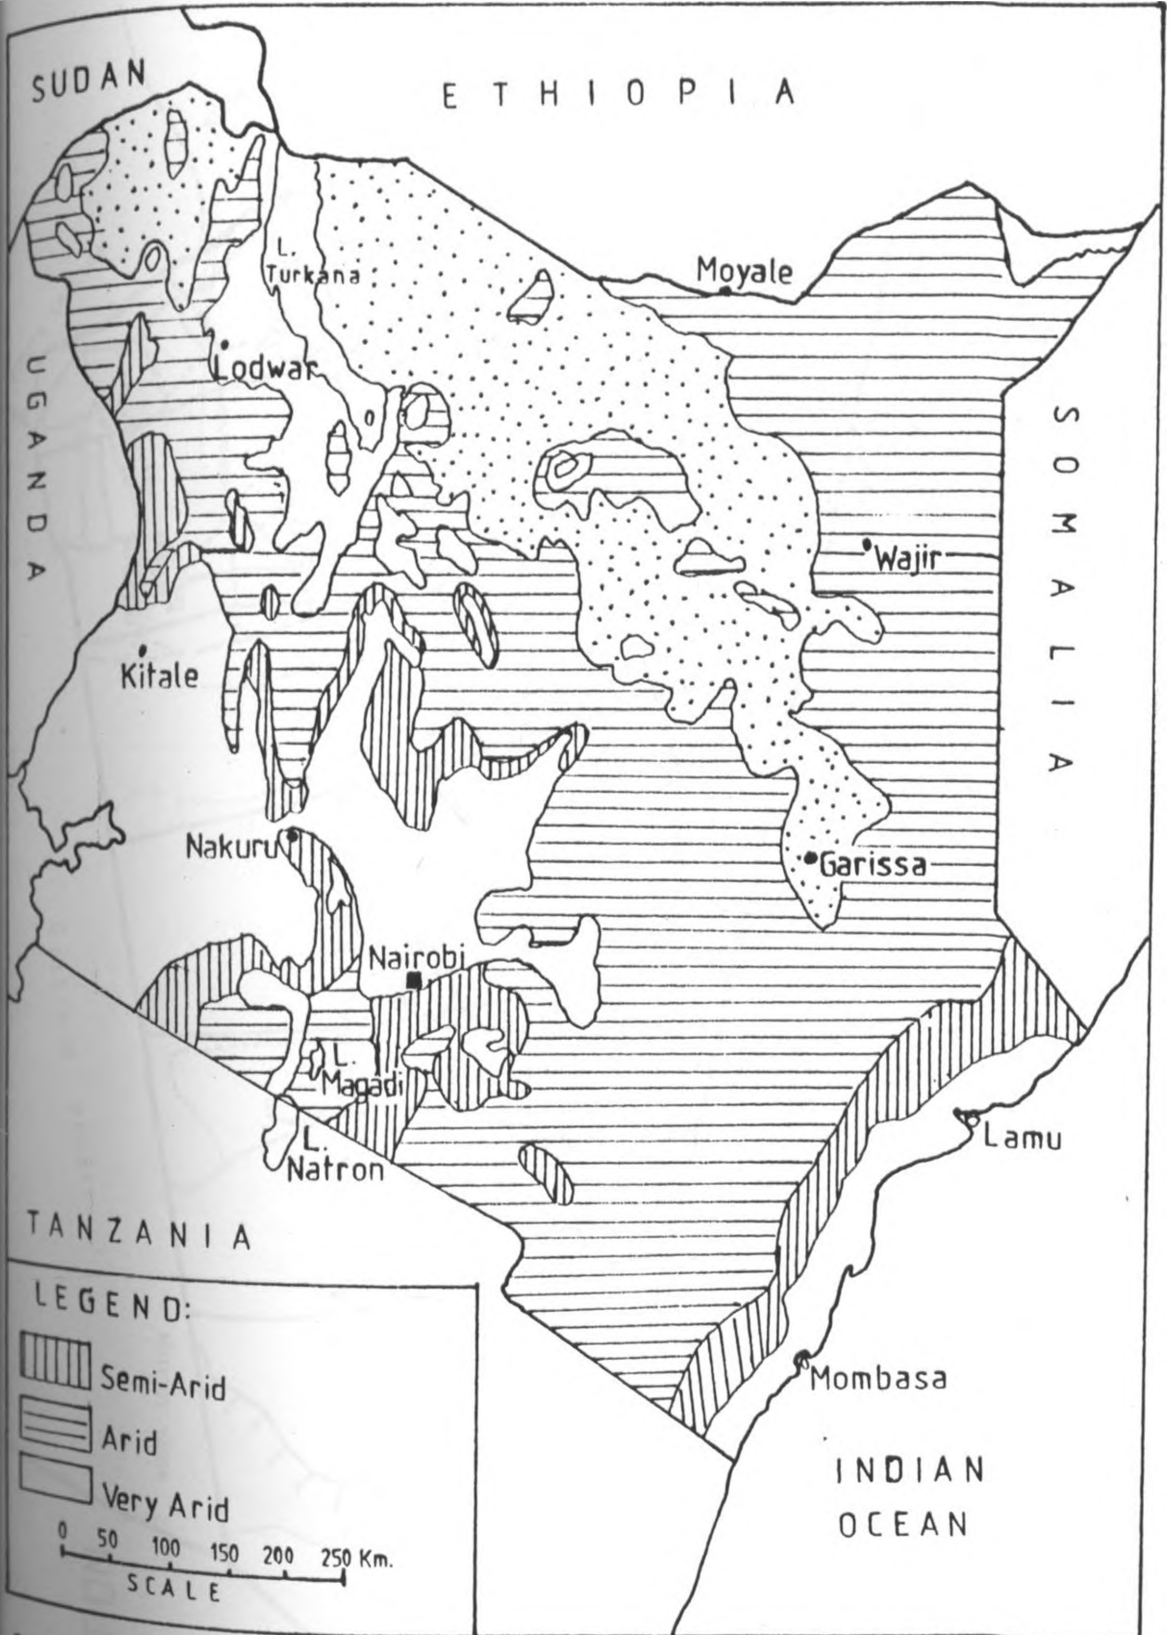 SUDAN
ETHIOPIA
L.
Turkana
Moyale
Lodwar
UGANDA
SOMALIA
Wajir
Kitale
Nakuru
Garissa
Nairobi
L.
Magadi
L.
Natron
Lamu
TANZANIA
LEGEND:
Semi-Arid
Arid
Very Arid
0 50 100 150 200 250 Km.
SCALE
Mombasa
INDIAN
OCEAN